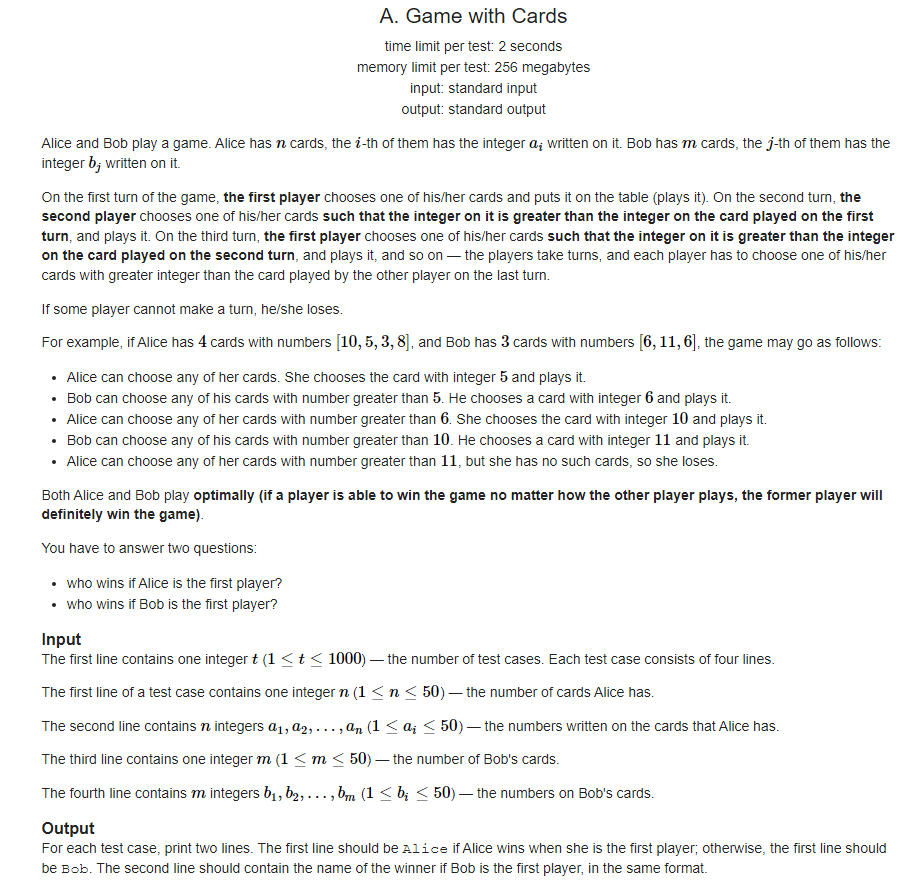 A. Game with Cards
time limit per test: 2 seconds
memory limit per test: 256 megabytes
input: standard input
output: standard output
Alice and Bob play a game. Alice has n cards, the i-th of them has the integer aᵢ written on it. Bob has m cards, the j-th of them has the
integer bⱼ written on it.
On the first turn of the game, the first player chooses one of his/her cards and puts it on the table (plays it). On the second turn, the
second player chooses one of his/her cards such that the integer on it is greater than the integer on the card played on the first
turn, and plays it. On the third turn, the first player chooses one of his/her cards such that the integer on it is greater than the integer
on the card played on the second turn, and plays it, and so on — the players take turns, and each player has to choose one of his/her
cards with greater integer than the card played by the other player on the last turn.
If some player cannot make a turn, he/she loses.
For example, if Alice has 4 cards with numbers [10, 5, 3, 8], and Bob has 3 cards with numbers [6, 11, 6], the game may go as follows:
• Alice can choose any of her cards. She chooses the card with integer 5 and plays it.
• Bob can choose any of his cards with number greater than 5. He chooses a card with integer 6 and plays it.
• Alice can choose any of her cards with number greater than 6. She chooses the card with integer 10 and plays it.
• Bob can choose any of his cards with number greater than 10. He chooses a card with integer 11 and plays it.
• Alice can choose any of her cards with number greater than 11, but she has no such cards, so she loses.
Both Alice and Bob play optimally (if a player is able to win the game no matter how the other player plays, the former player will
definitely win the game).
You have to answer two questions:
• who wins if Alice is the first player?
• who wins if Bob is the first player?
Input
The first line contains one integer t (1 ≤ t ≤ 1000) — the number of test cases. Each test case consists of four lines.
The first line of a test case contains one integer n (1 ≤ n ≤ 50) — the number of cards Alice has.
The second line contains n integers a₁, a₂, . . . , aₙ (1 ≤ aᵢ ≤ 50) — the numbers written on the cards that Alice has.
The third line contains one integer m (1 ≤ m ≤ 50) — the number of Bob's cards.
The fourth line contains m integers b₁, b₂, . . . , bₘ (1 ≤ bᵢ ≤ 50) — the numbers on Bob's cards.
Output
For each test case, print two lines. The first line should be Alice if Alice wins when she is the first player; otherwise, the first line should
be Bob. The second line should contain the name of the winner if Bob is the first player, in the same format.